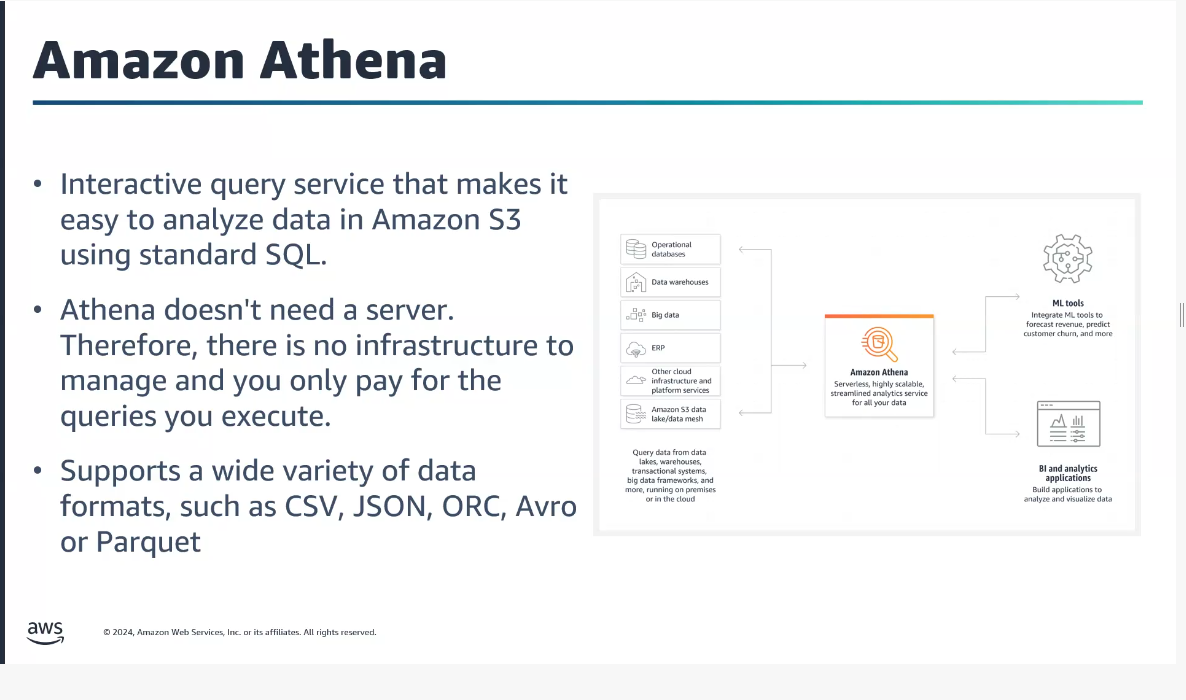 Amazon Athena
• Interactive query service that makes it
easy to analyze data in Amazon S3
using standard SQL.
• Athena doesn't need a server.
Therefore, there is no infrastructure to
manage and you only pay for the
queries you execute.
• Supports a wide variety of data
formats, such as CSV, JSON, ORC, Avro
or Parquet
Operational
databases
Data warehouses
Big data
ERP
Other cloud
infrastructure and
platform services
Amazon S3 data
lake/data mesh
Query data from data
lakes, warehouses,
transactional systems,
big data frameworks, and
more, running on premises
or in the cloud
Amazon Athena
Serverless, highly scalable,
streamlined analytics service
for all your data
ML tools
Integrate ML tools to
forecast revenue, predict
customer churn, and more
BI and analytics
applications
Build applications to
analyze and visualize data
aws
© 2024, Amazon Web Services, Inc. or its affiliates. All rights reserved.